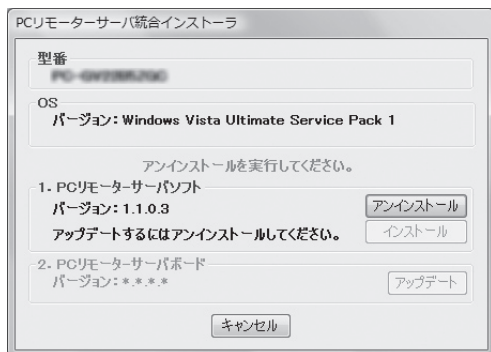 PCリモーターサーバ統合インストーラ
型番
OS
バージョン：Windows Vista Ultimate Service Pack 1
アンインストールを実行してください。
1. PCリモーターサーバソフト
バージョン：1.1.0.3
アンインストール
アップデートするにはアンインストールしてください。
インストール
2. PCリモーターサーバボード
バージョン：*.*.*.*
アップデート
キャンセル